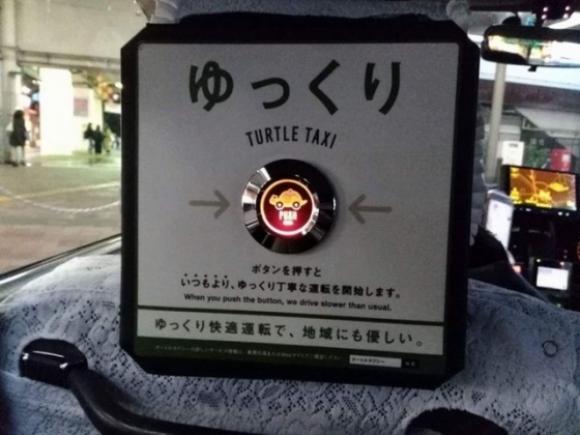 ゆっくり
TURTLE TAXI
PUSH
ボタンを押すと
いつもより、ゆっくり丁寧な運転を開始します。
When you push the button, we drive slower than usual.
ゆっくり快適運転で、地域にも優しい。